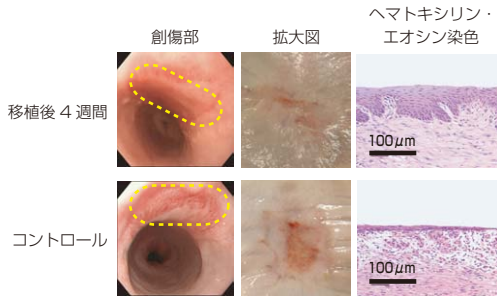 創傷部
拡大図
ヘマトキシリン・
エオシン染色
移植後 4 週間
100μm
コントロール
100μm